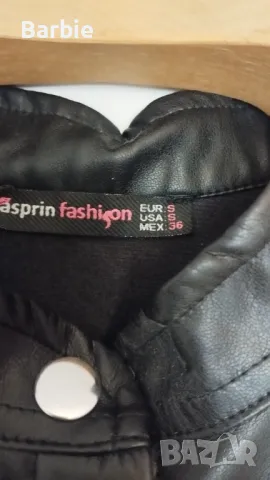 Barbie
asprin fashion
EUR: S
USA: S
MEX: 36
BAZAR